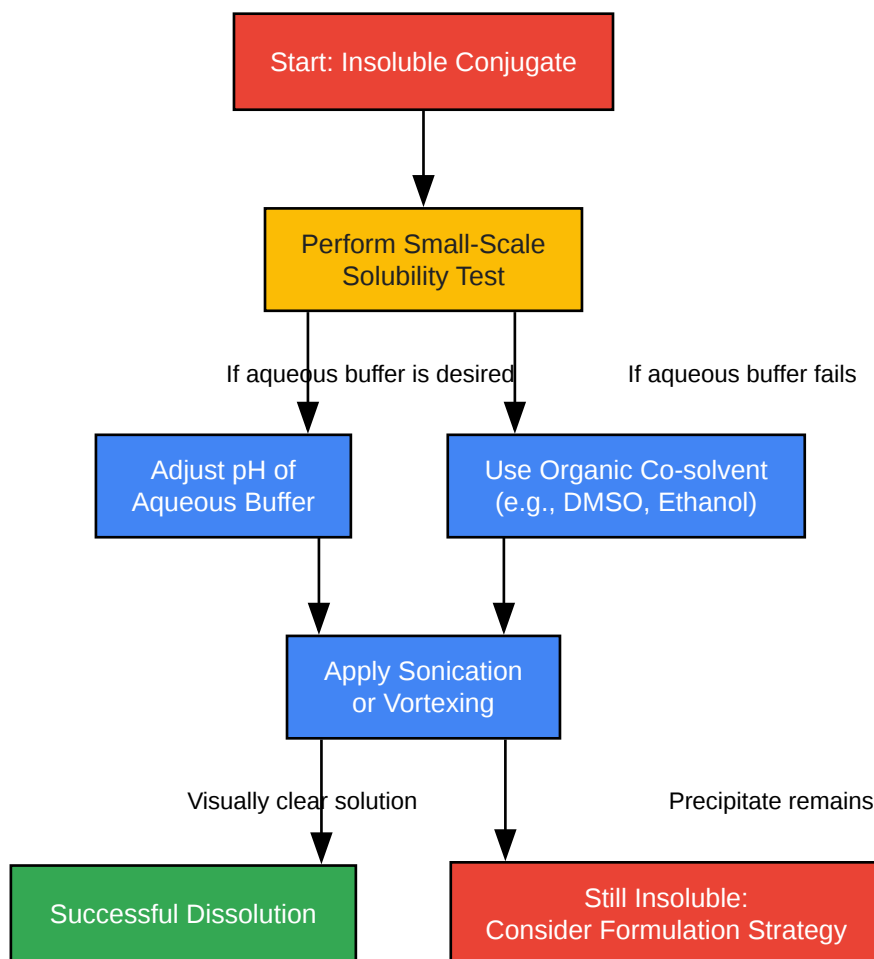 Start: Insoluble Conjugate
Perform Small-Scale
Solubility Test
If aqueous buffer is desired
If aqueous buffer fails
Adjust pH of
Aqueous Buffer
Use Organic Co-solvent
(e.g., DMSO, Ethanol)
Apply Sonication
or Vortexing
Visually clear solution
Precipitate remains
Successful Dissolution
Still Insoluble:
Consider Formulation Strategy